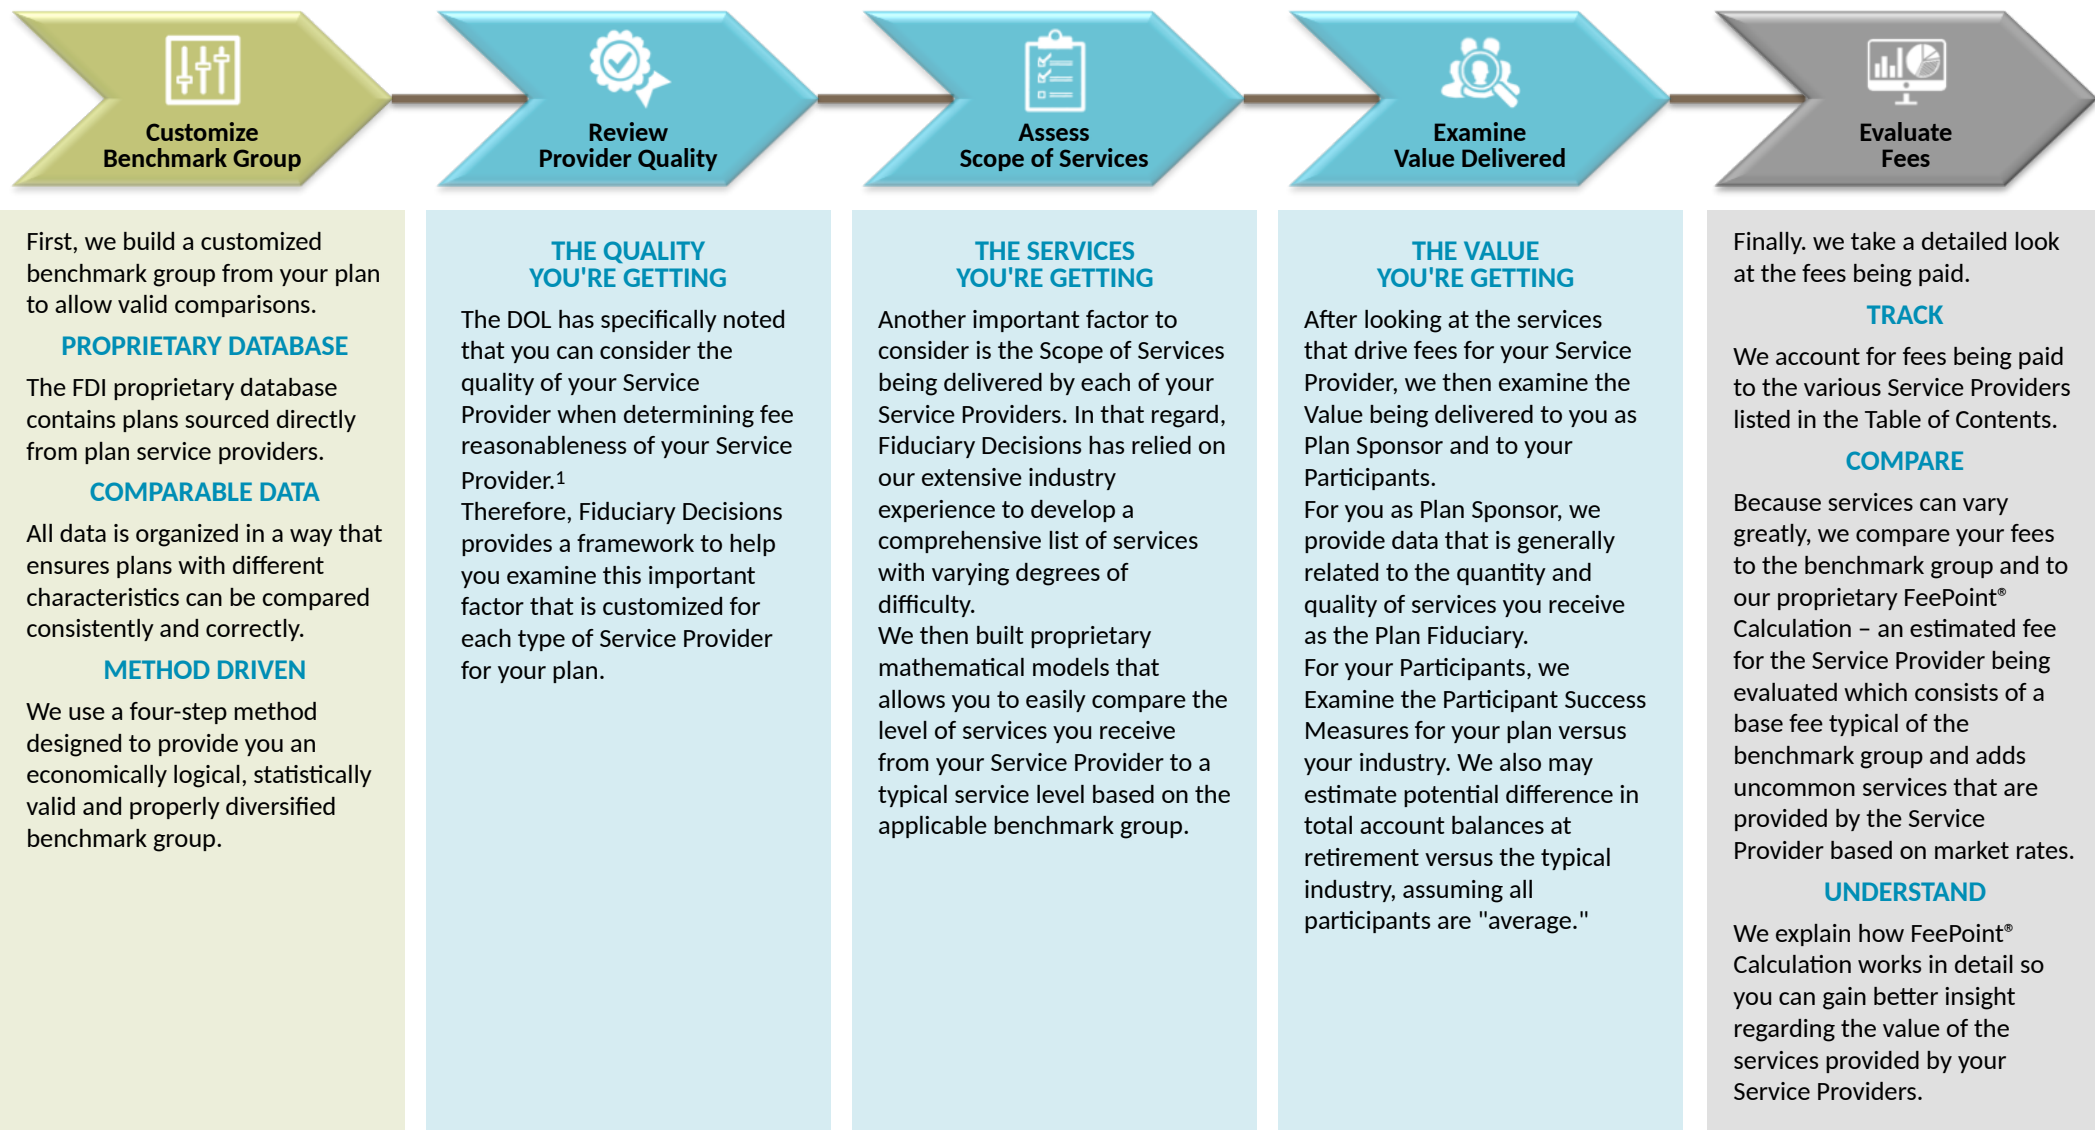 Customize
Benchmark Group
Review
Provider Quality
Assess
Scope of Services
Examine
Value Delivered
Evaluate
Fees
First, we build a customized
benchmark group from your plan
to allow valid comparisons.
PROPRIETARY DATABASE
The FDI proprietary database
contains plans sourced directly
from plan service providers.
COMPARABLE DATA
All data is organized in a way that
ensures plans with different
characteristics can be compared
consistently and correctly.
METHOD DRIVEN
We use a four-step method
designed to provide you an
economically logical, statistically
valid and properly diversified
benchmark group.
THE QUALITY
YOU'RE GETTING
The DOL has specifically noted
that you can consider the
quality of your Service
Provider when determining fee
reasonableness of your Service
Provider.1
Therefore, Fiduciary Decisions
provides a framework to help
you examine this important
factor that is customized for
each type of Service Provider
for your plan.
THE SERVICES
YOU'RE GETTING
Another important factor to
consider is the Scope of Services
being delivered by each of your
Service Providers. In that regard,
Fiduciary Decisions has relied on
our extensive industry
experience to develop a
comprehensive list of services
with varying degrees of
difficulty.
We then built proprietary
mathematical models that
allows you to easily compare the
level of services you receive
from your Service Provider to a
typical service level based on the
applicable benchmark group.
THE VALUE
YOU'RE GETTING
After looking at the services
that drive fees for your Service
Provider, we then examine the
Value being delivered to you as
Plan Sponsor and to your
Participants.
For you as Plan Sponsor, we
provide data that is generally
related to the quantity and
quality of services you receive
as the Plan Fiduciary.
For your Participants, we
Examine the Participant Success
Measures for your plan versus
your industry. We also may
estimate potential difference in
total account balances at
retirement versus the typical
industry, assuming all
participants are "average."
Finally. we take a detailed look
at the fees being paid.
TRACK
We account for fees being paid
to the various Service Providers
listed in the Table of Contents.
COMPARE
Because services can vary
greatly, we compare your fees
to the benchmark group and to
our proprietary FeePoint®
Calculation – an estimated fee
for the Service Provider being
evaluated which consists of a
base fee typical of the
benchmark group and adds
uncommon services that are
provided by the Service
Provider based on market rates.
UNDERSTAND
We explain how FeePoint®
Calculation works in detail so
you can gain better insight
regarding the value of the
services provided by your
Service Providers.